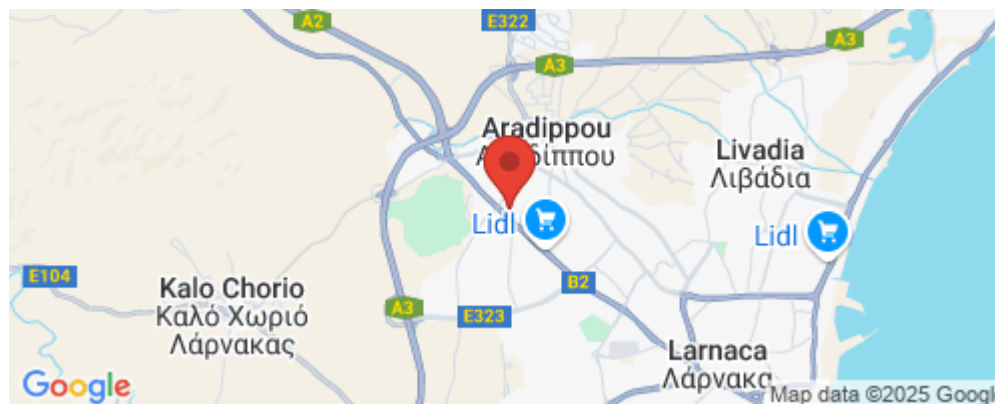 A2
E322
A3
A3
Aradippou
Livadia
Λιβάδια
Lidl
Lidl
E104
B2
Kalo Chorio
Καλό Χωριό
Λάρνακας
A3
E323
Larnaca
Λάρνακα
Google
Map data ©2025 Google